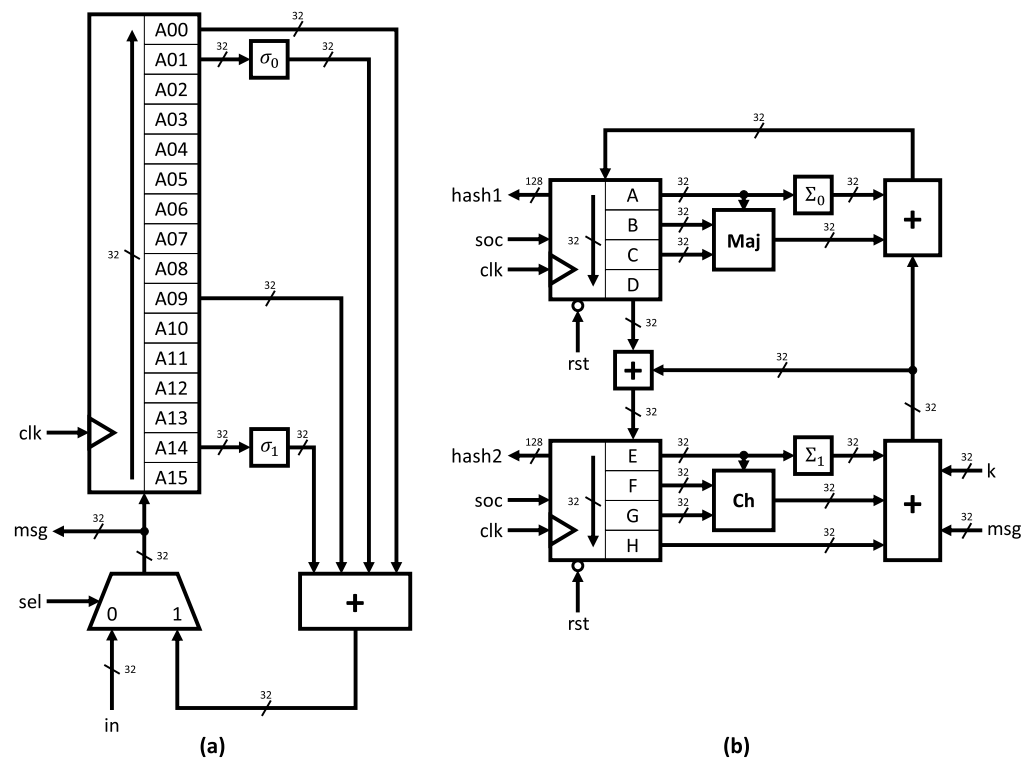 32
A00
32
32
A01
σ0
A02
A03
A04
A05
A06
A07
32
A08
32
A09
A10
A11
A12
A13
clk
32
32
A14
σ1
A15
32
msg
32
sel
0
1
+
32
32
in
(a)
32
128
32
32
hash1
A
Σ0
32
+
B
Maj
32
soc
32
32
C
clk
D
32
rst
32
+
32
32
128
32
32
hash2
E
Σ1
32
k
32
F
32
soc
32
32
+
G
Ch
32
clk
32
msg
H
rst
(b)